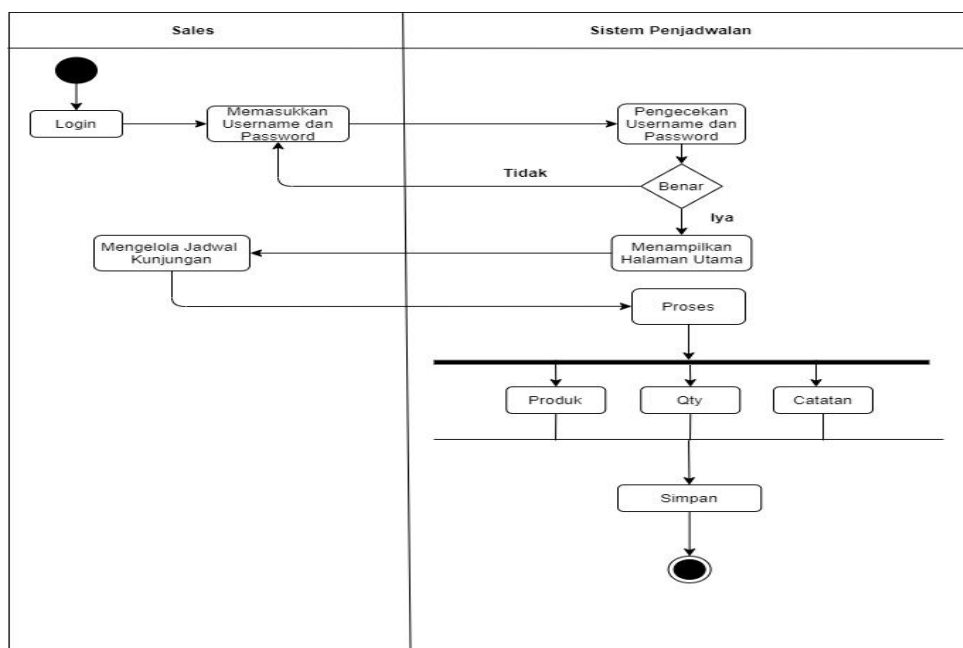 Sales
Sistem Penjadwalan
Login
Memasukkan
Username dan
Password
Pengecekan
Username dan
Password
Tidak
Benar
Iya
Mengelola Jadwal
Kunjungan
Menampilkan
Halaman Utama
Proses
Produk
Qty
Catatan
Simpan